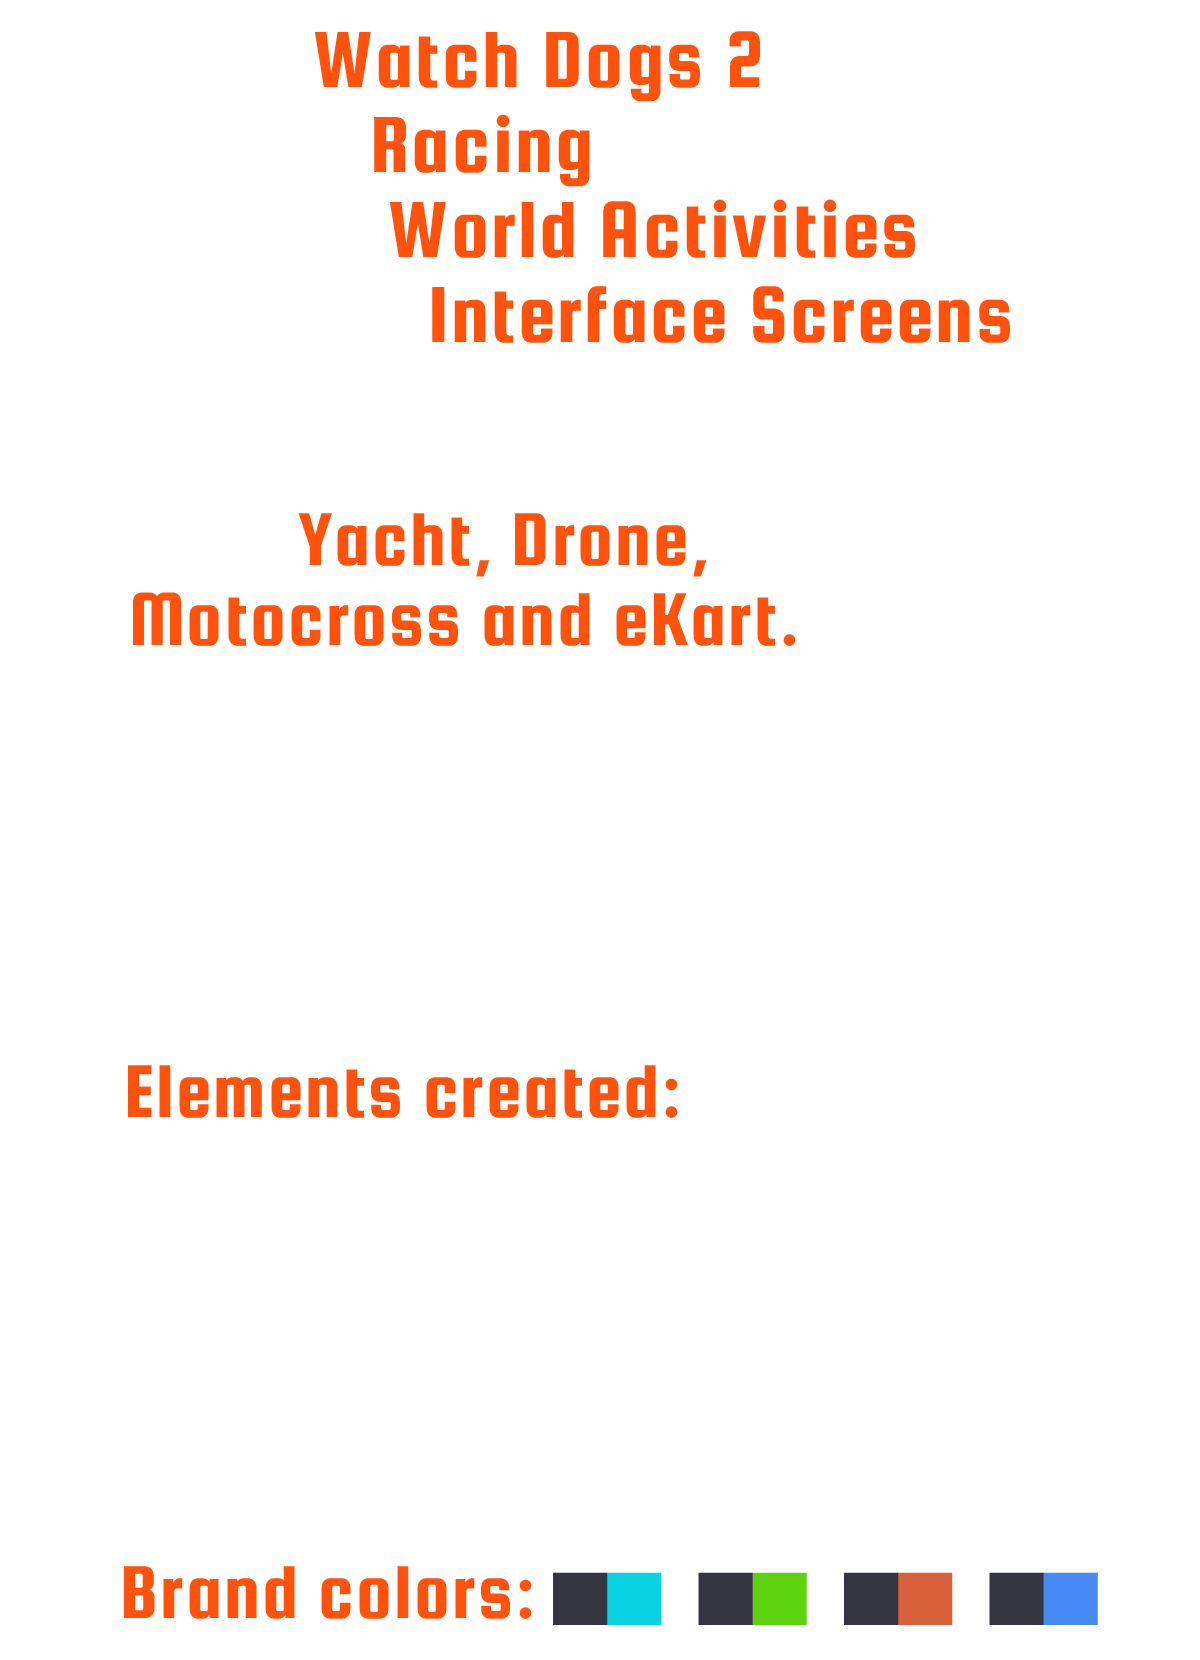 Watch Dogs 2
Racing
World Activities
Interface Screens
Yacht, Drone,
Motocross and eKart.
Elements created:
Brand colors: